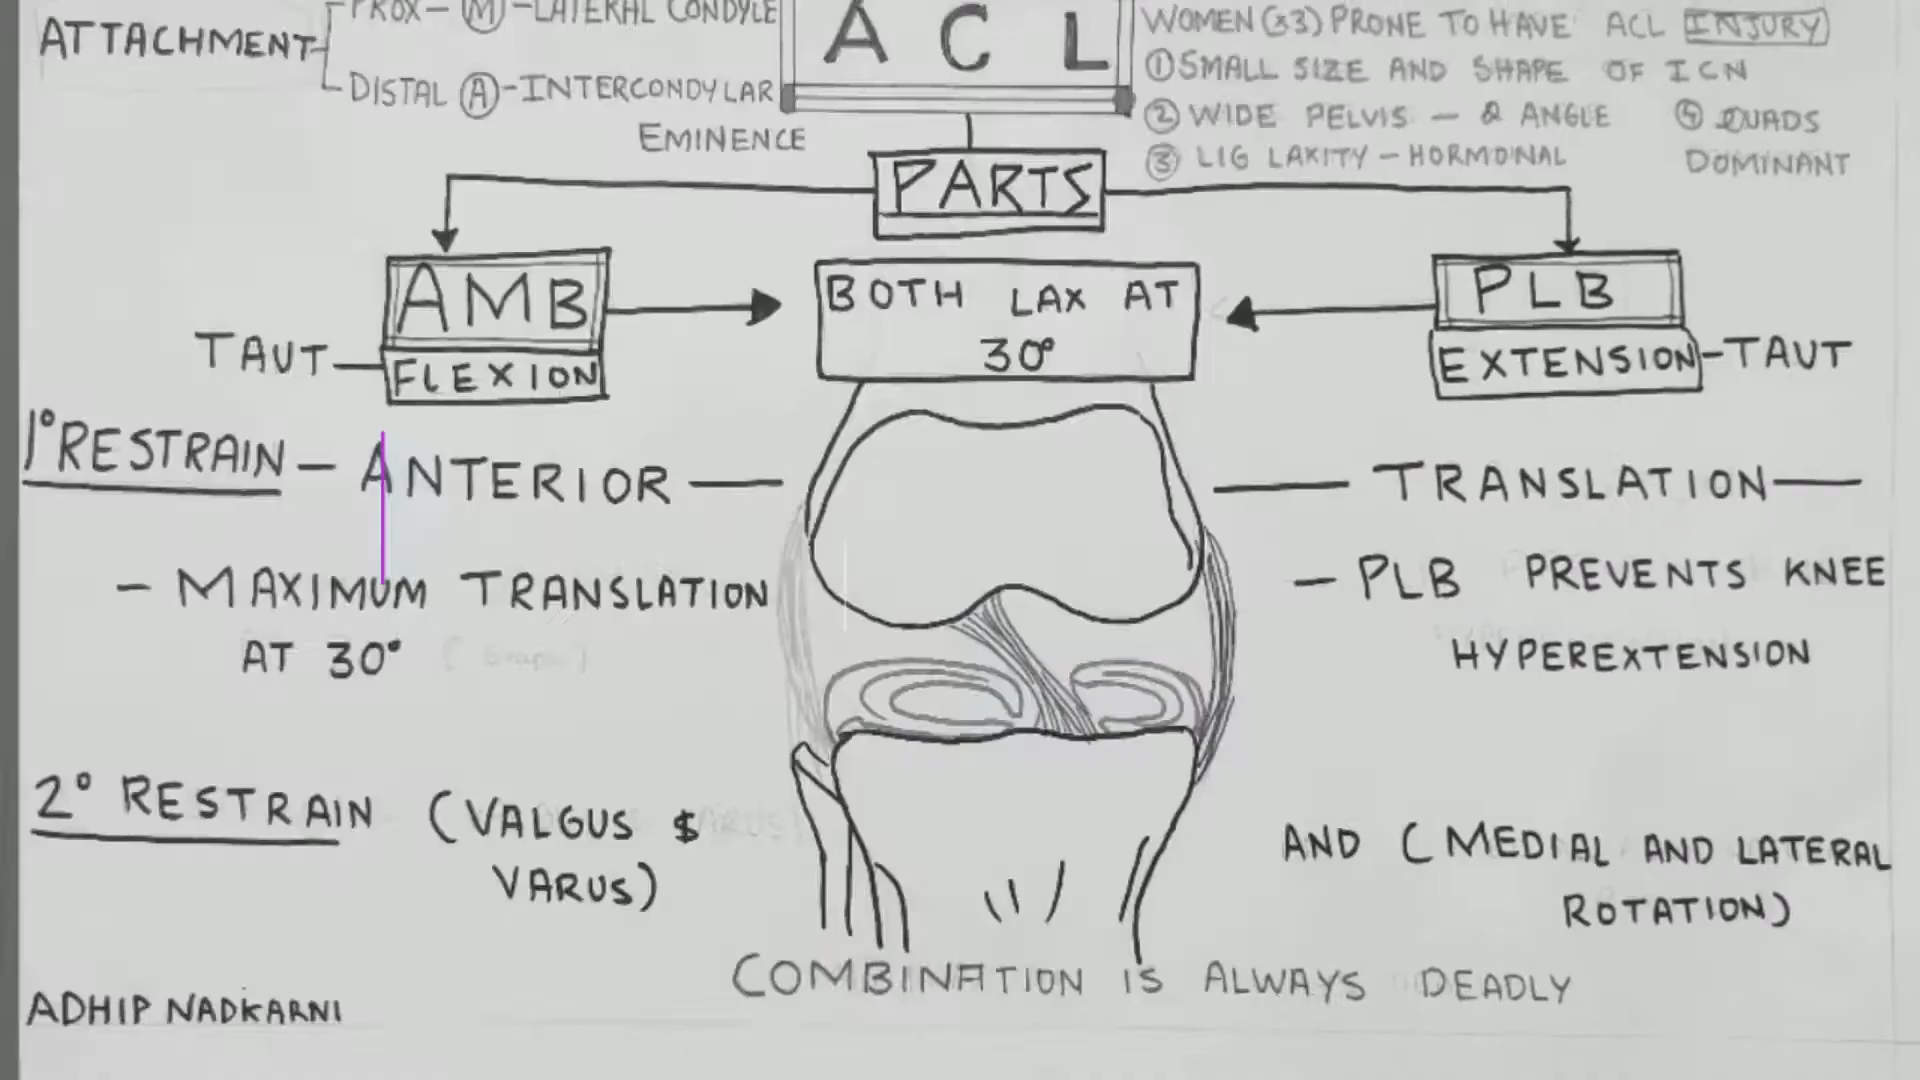 ATTACHMENT
PROX- (M) -LATERAL CONDYLE
DISTAL (A) -INTERCONDYLAR
EMINENCE
ACL
WOMEN (x3) PRONE TO HAVE ACL INJURY
① SMALL SIZE AND SHAPE OF ICN
② WIDE PELVIS - Q ANGLE
③ LIG LAXITY - HORMONAL
④ QUADS
DOMINANT
PARTS
AMB
FLEXION
TAUT
BOTH LAX AT
30°
PLB
EXTENSION
-TAUT
1° RESTRAIN - ANTERIOR — — TRANSLATION —
- MAXIMUM TRANSLATION
AT 30°
- PLB PREVENTS KNEE
HYPEREXTENSION
2° RESTRAIN (VALGUS $
VARUS)
AND (MEDIAL AND LATERAL
ROTATION)
COMBINATION IS ALWAYS DEADLY
ADHIP NADKARNI